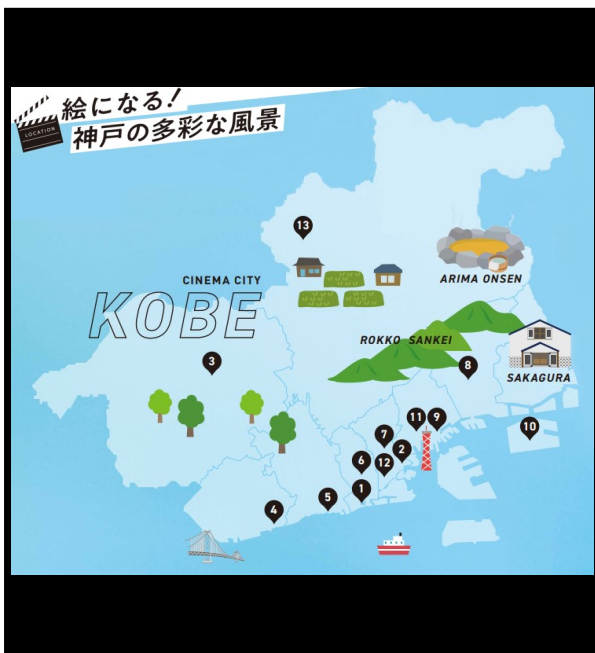 LOCATION
絵になる!
神戸の多彩な風景
13
ARIMA ONSEN
CINEMA CITY
KOBE
ROKKO SANKEI
3
8
SAKAGURA
11
9
10
7
2
6
12
1
5
4